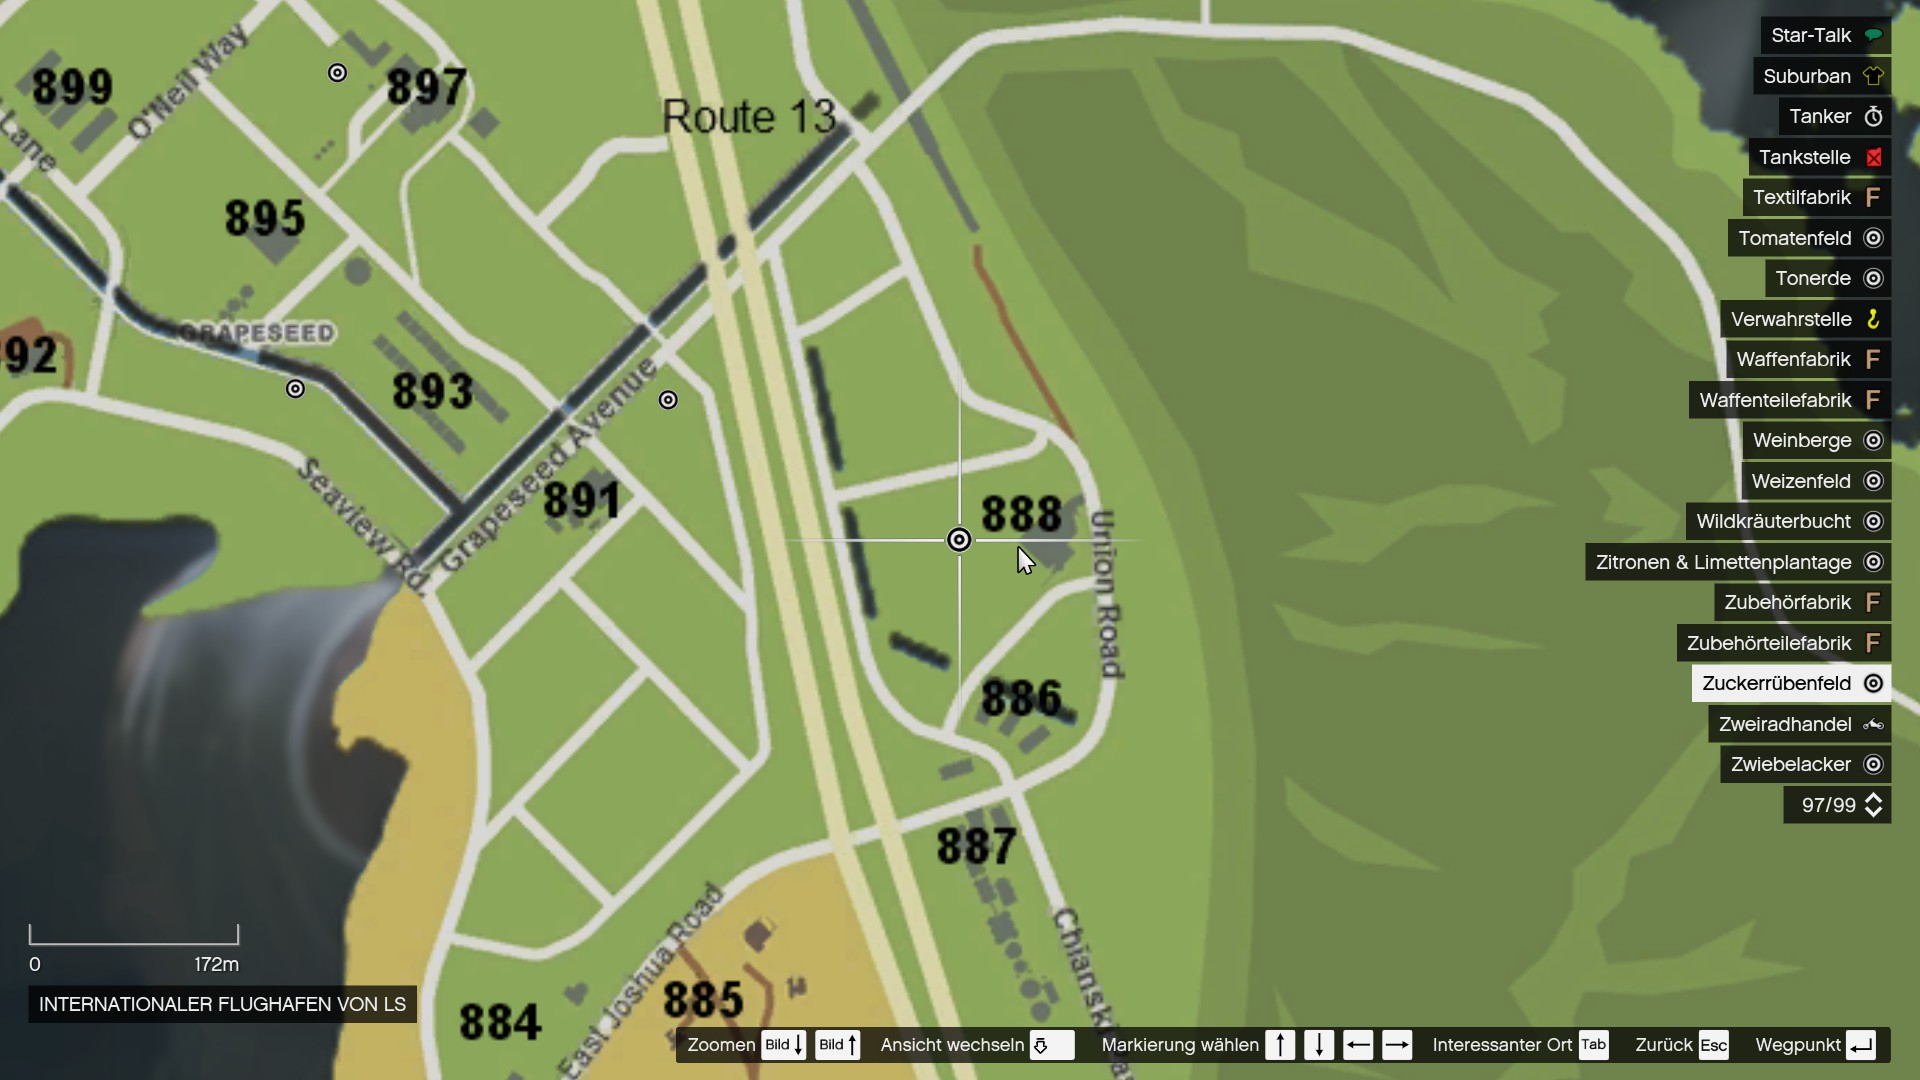 Star-Talk
Suburban
Tanker
Tankstelle
Textilfabrik F
Tomatenfeld
Tonerde
Verwahrstelle
Waffenfabrik F
Waffenteilefabrik F
Weinberge
Weizenfeld
Wildkräuterbucht
Zitronen & Limettenplantage
Zubehörfabrik F
Zubehörteilefabrik F
Zuckerrübenfeld
Zweiradhandel
Zwiebelacker
97/99
899
O'Neil Way
897
Lane
Route 13
895
GRAPESEED
92
893
Grapeseed Avenue
Seaview Rd.
891
888
Union Road
886
887
Chianski
East Joshua Road
885
884
0 172m
INTERNATIONALER FLUGHAFEN VON LS
Zoomen Bild Bild Ansicht wechseln Markierung wählen Interessanter Ort Tab Zurück Esc Wegpunkt